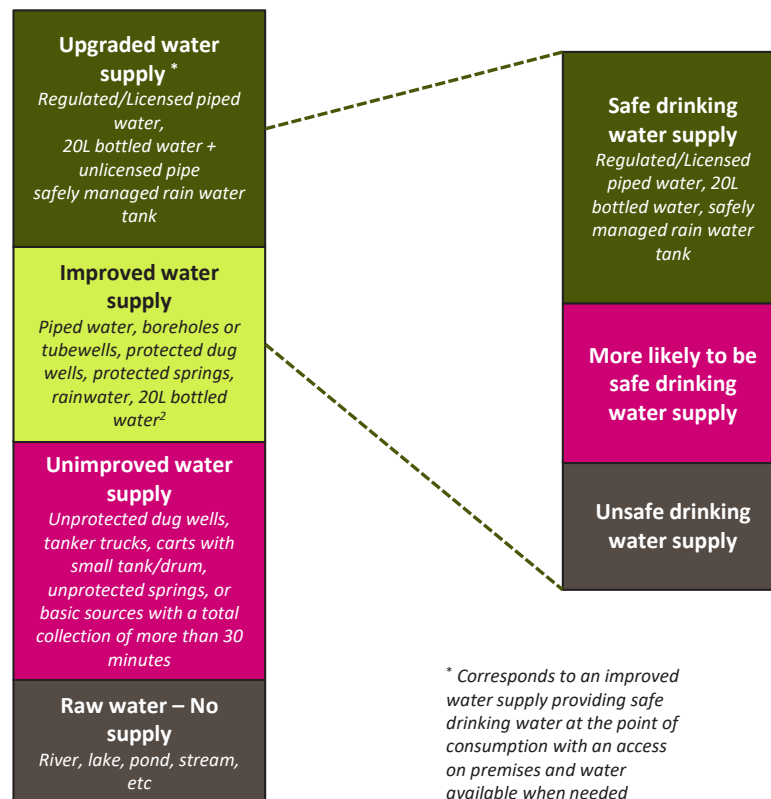 Upgraded water
supply *
Regulated/Licensed piped
water,
20L bottled water +
unlicensed pipe
safely managed rain water
tank
Improved water
supply
Piped water, boreholes or
tubewells, protected dug
wells, protected springs,
rainwater, 20L bottled
water2
Unimproved water
supply
Unprotected dug wells,
tanker trucks, carts with
small tank/drum,
unprotected springs, or
basic sources with a total
collection of more than 30
minutes
Raw water – No
supply
River, lake, pond, stream,
etc
Safe drinking
water supply
Regulated/Licensed
piped water, 20L
bottled water, safely
managed rain water
tank
More likely to be
safe drinking
water supply
Unsafe drinking
water supply
* Corresponds to an improved
water supply providing safe
drinking water at the point of
consumption with an access
on premises and water
available when needed